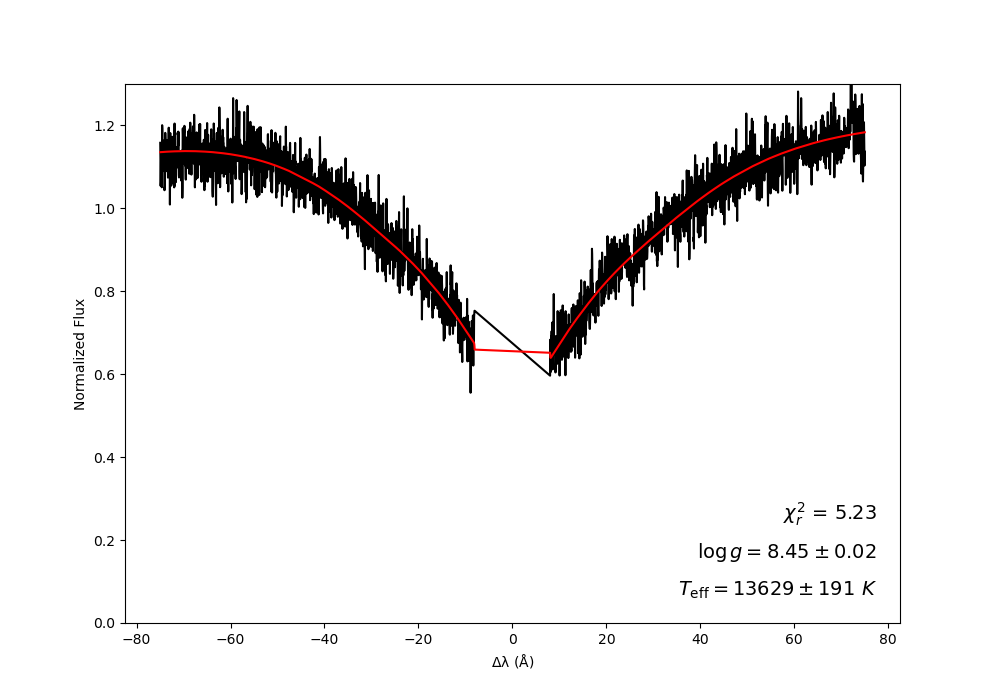 1.2
1.0
0.8
0.6
0.4
0.2
0.0
Normalized Flux
χ²ᵣ = 5.23
log g = 8.45 ± 0.02
T_eff = 13629 ± 191 K
−80 −60 −40 −20 0 20 40 60 80
Δλ (Å)